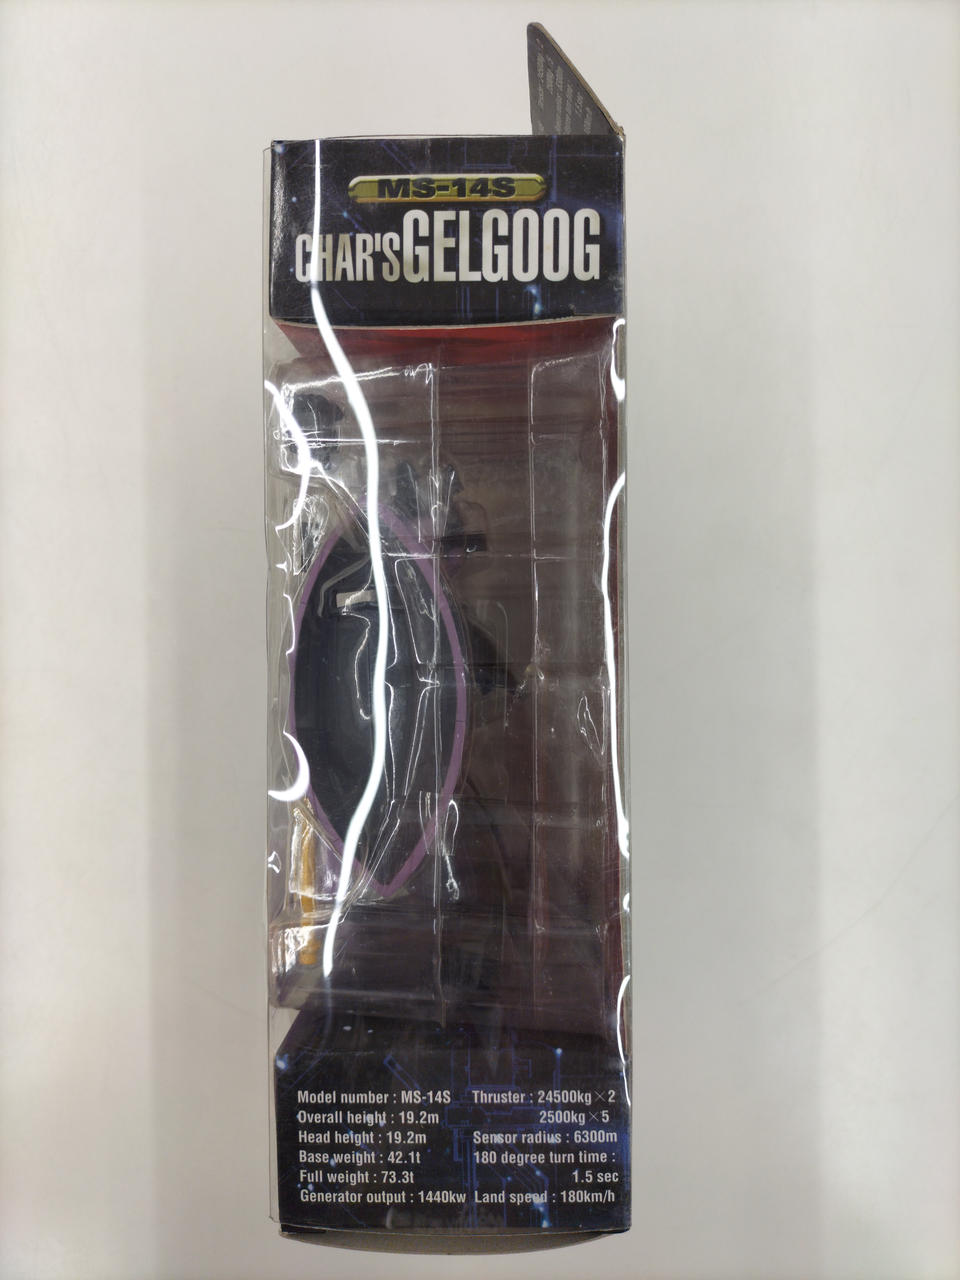 MS-14S
CHAR'S GELGOOG
Model number : MS-14S
Overall height : 19.2m
Head height : 19.2m
Base weight : 42.1t
Full weight : 73.3t
Generator output : 1440kw
Thruster : 24500kg×2
2500kg×5
Sensor radius : 6300m
180 degree turn time :
1.5 sec
Land speed : 180km/h